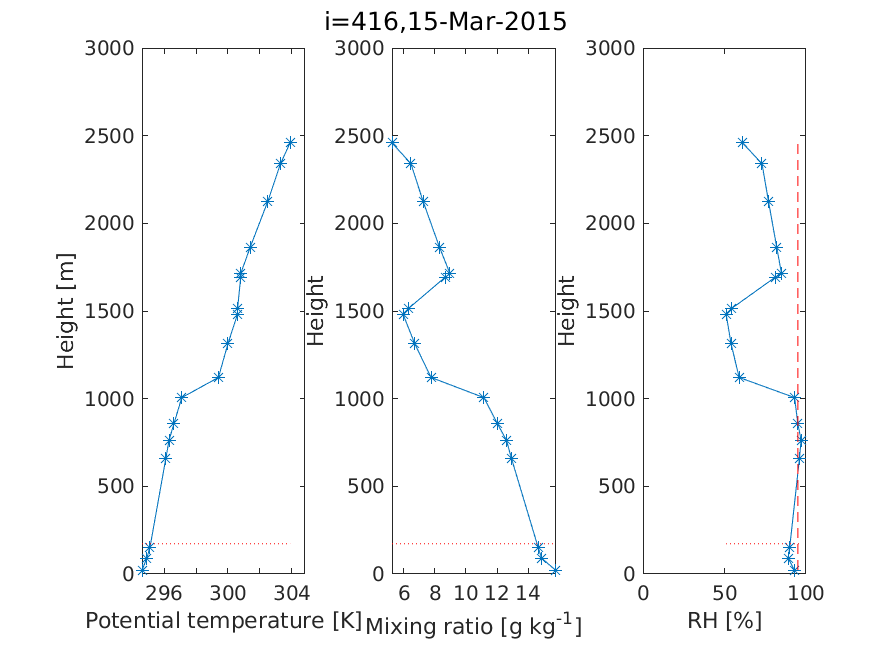 i=416,15-Mar-2015
3000
2500
2000
1500
1000
500
0
Height [m]
296 300 304
Potential temperature [K]
3000
2500
2000
1500
1000
500
0
Height
6 8 10 12 14
Mixing ratio [g kg-1]
3000
2500
2000
1500
1000
500
0
Height
0 50 100
RH [%]